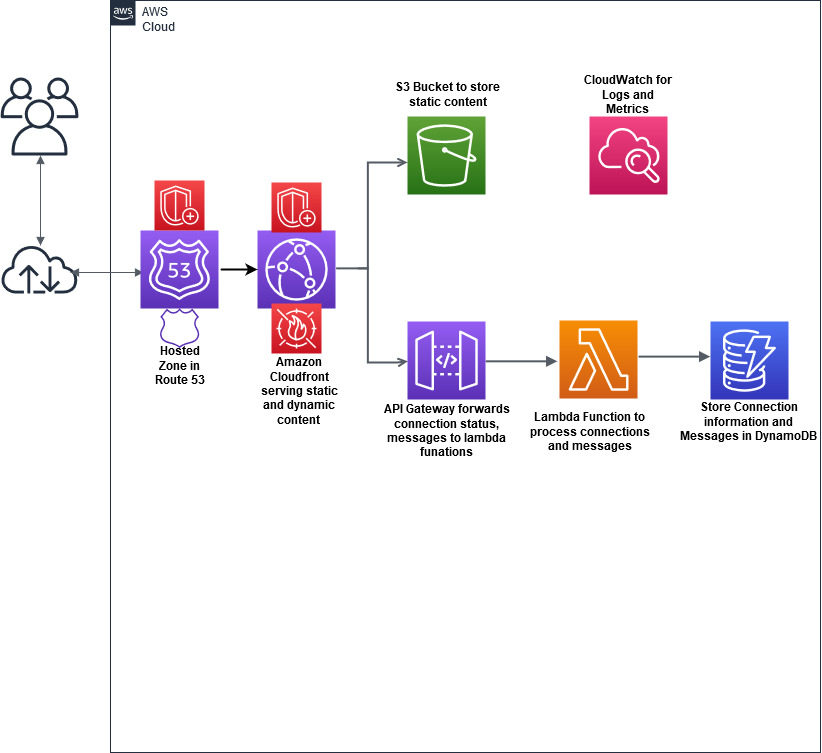 aws
AWS
Cloud
S3 Bucket to store
static content
CloudWatch for
Logs and
Metrics
53
Hosted
Zone in
Route 53
Amazon
Cloudfront
serving static
and dynamic
content
</>
API Gateway forwards
connection status,
messages to lambda
funations
Lambda Function to
process connections
and messages
Store Connection
information and
Messages in DynamoDB